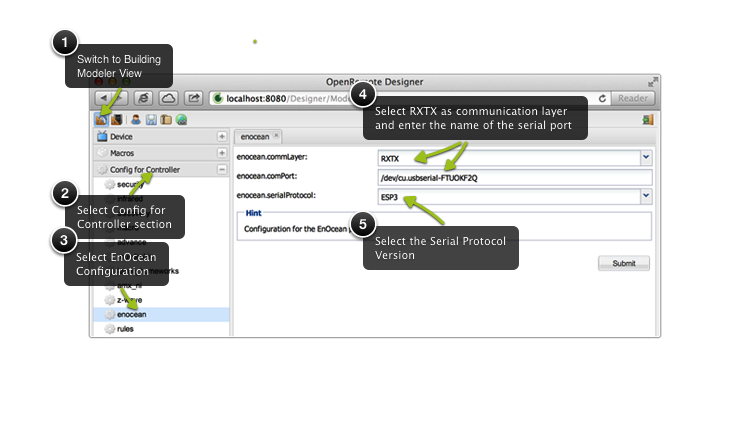 1
Switch to Building
Modeler View
OpenRemote Designer
localhost:8080/Designer/Mode
Reader
4
Select RXTX as communication layer
and enter the name of the serial port
Device
Macros
Config for Controller
security
infrared
2
Select Config for
Controller section
advance
3
Select EnOcean
Configuration
z-wave
enocean
rules
enocean
enocean.commLayer:
RXTX
enocean.comPort:
/dev/cu.usbserial-FTUOKF2Q
enocean.serialProtocol:
ESP3
Hint
Configuration for the EnOcean
5
Select the Serial Protocol
Version
Submit